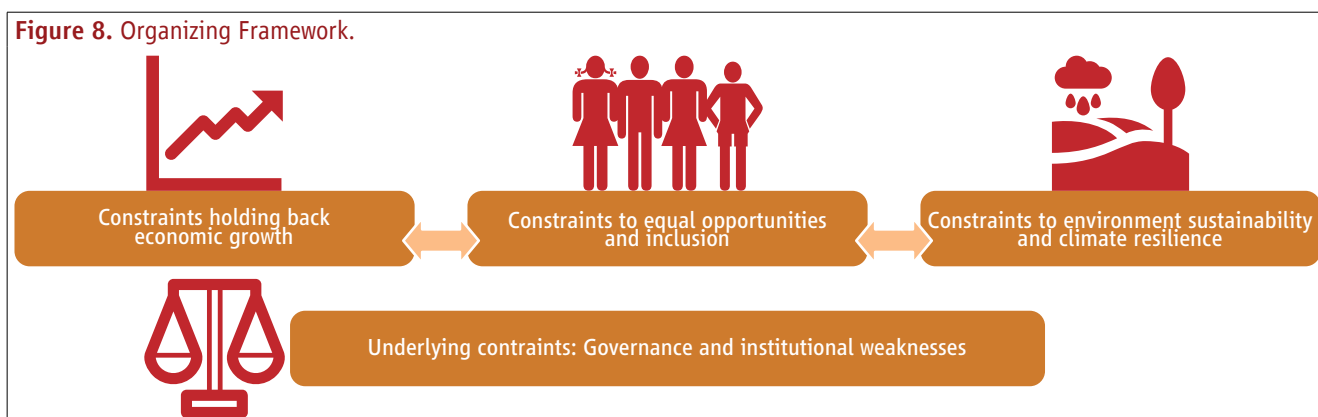 Figure 8. Organizing Framework.
Constraints holding back
economic growth
Constraints to equal opportunities
and inclusion
Constraints to environment sustainability
and climate resilience
Underlying contraints: Governance and institutional weaknesses